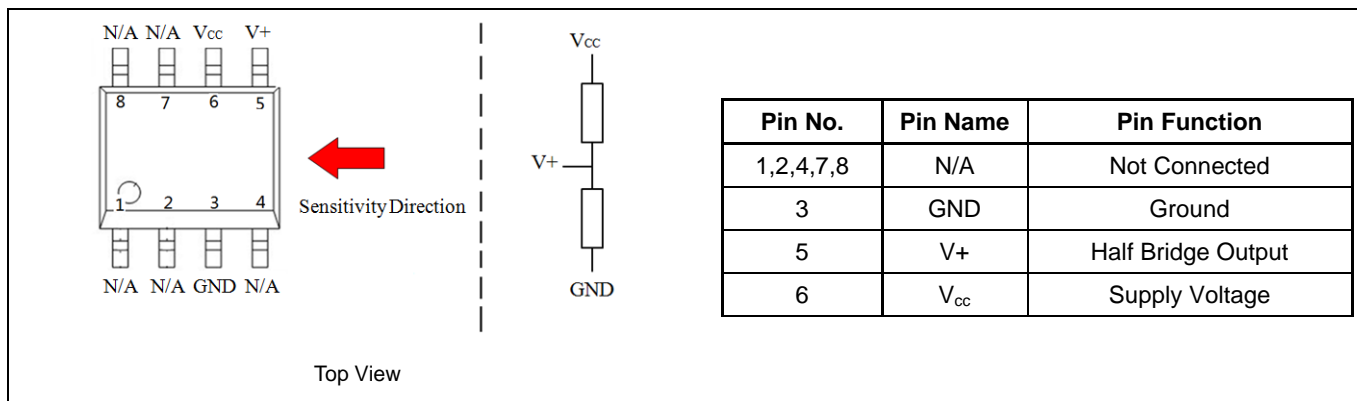 N/A N/A Vcc V+
8 7 6 5
1 2 3 4
N/A N/A GND N/A
Sensitivity Direction
Top View
Vcc
V+
GND
Pin No. Pin Name Pin Function
1,2,4,7,8 N/A Not Connected
3 GND Ground
5 V+ Half Bridge Output
6 Vcc Supply Voltage